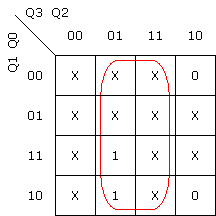 Q3 Q2
Q1 Q0
00 01 11 10
00 X X X 0
01 X X X X
11 X 1 X X
10 X 1 X 0